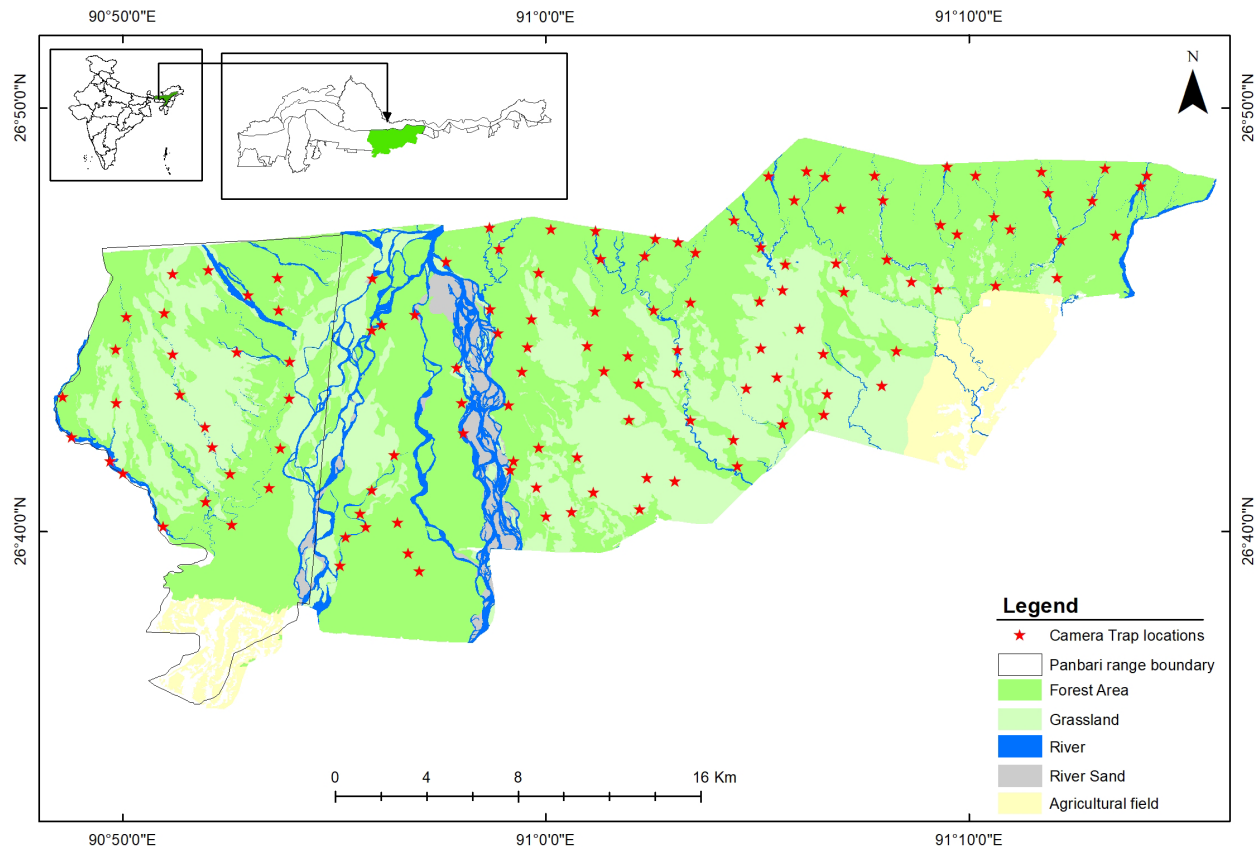 90°50'0"E 91°0'0"E 91°10'0"E
26°50'0"N
26°50'0"N
N
26°40'0"N
26°40'0"N
Legend
Camera Trap locations
Panbari range boundary
Forest Area
Grassland
River
River Sand
Agricultural field
0 4 8 16 Km
90°50'0"E 91°0'0"E 91°10'0"E